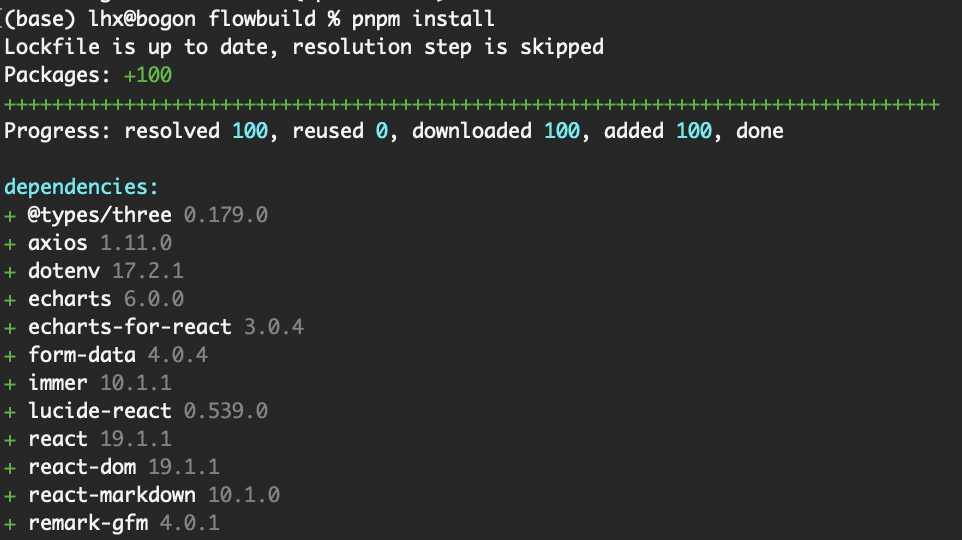 (base) lhx@bogon flowbuild % pnpm install
Lockfile is up to date, resolution step is skipped
Packages: +100
++++++++++++++++++++++++++++++++++++++++++++++++++++++++++++++++++++++++++++++
Progress: resolved 100, reused 0, downloaded 100, added 100, done
dependencies:
+ @types/three 0.179.0
+ axios 1.11.0
+ dotenv 17.2.1
+ echarts 6.0.0
+ echarts-for-react 3.0.4
+ form-data 4.0.4
+ immer 10.1.1
+ lucide-react 0.539.0
+ react 19.1.1
+ react-dom 19.1.1
+ react-markdown 10.1.0
+ remark-gfm 4.0.1